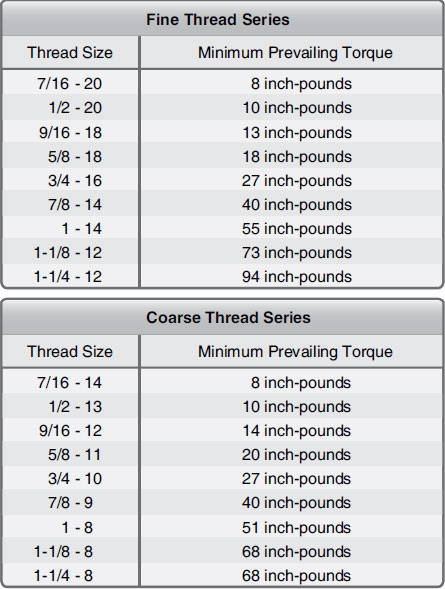 Fine Thread Series
Thread Size Minimum Prevailing Torque
7/16 - 20 8 inch-pounds
1/2 - 20 10 inch-pounds
9/16 - 18 13 inch-pounds
5/8 - 18 18 inch-pounds
3/4 - 16 27 inch-pounds
7/8 - 14 40 inch-pounds
1 - 14 55 inch-pounds
1-1/8 - 12 73 inch-pounds
1-1/4 - 12 94 inch-pounds
Coarse Thread Series
Thread Size Minimum Prevailing Torque
7/16 - 14 8 inch-pounds
1/2 - 13 10 inch-pounds
9/16 - 12 14 inch-pounds
5/8 - 11 20 inch-pounds
3/4 - 10 27 inch-pounds
7/8 - 9 40 inch-pounds
1 - 8 51 inch-pounds
1-1/8 - 8 68 inch-pounds
1-1/4 - 8 68 inch-pounds